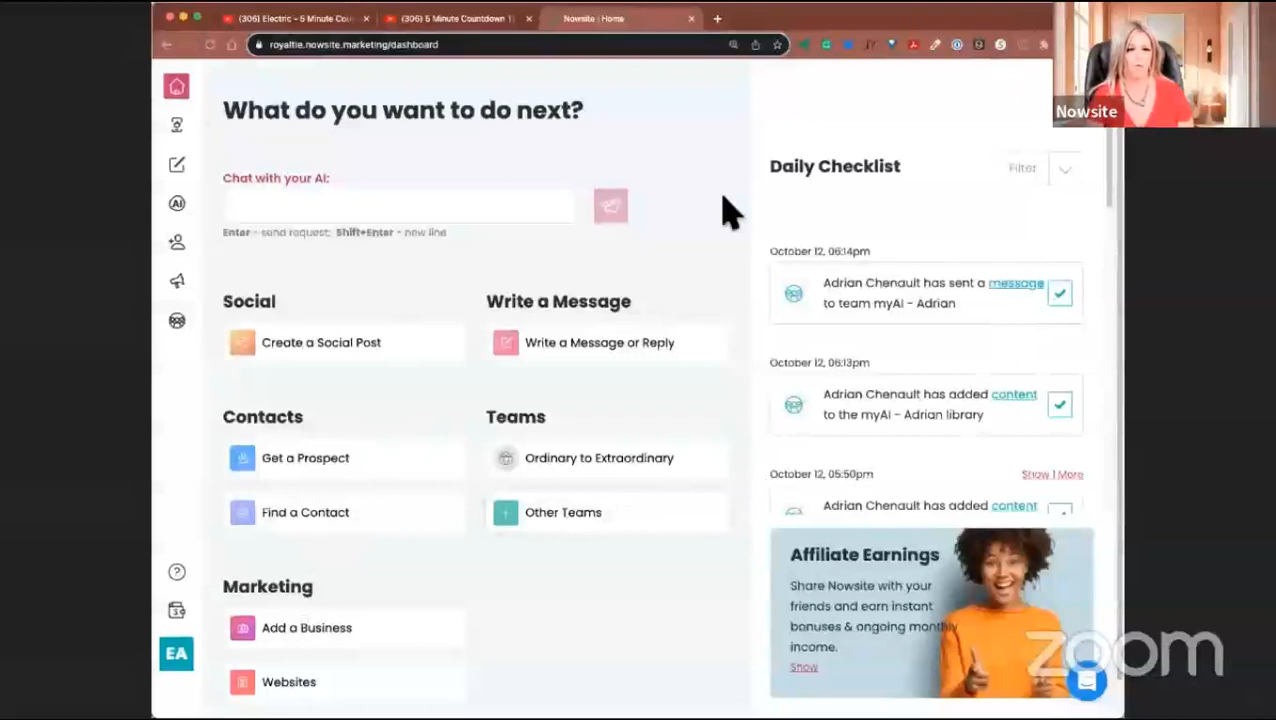 (306) Electric - 5 Minute Cou
(306) 5 Minute Countdown
Nowsite | Home
royaltie.nowsite.marketing/dashboard
Nowsite
What do you want to do next?
Chat with your AI:
Enter - send request; Shift+Enter - new line
Social
Create a Social Post
Write a Message
Write a Message or Reply
Contacts
Get a Prospect
Find a Contact
Teams
Ordinary to Extraordinary
Other Teams
Marketing
Add a Business
Websites
AI
EA
Daily Checklist
Filter
October 12, 06:14pm
Adrian Chenault has sent a message
to team myAI - Adrian
October 12, 06:13pm
Adrian Chenault has added content
to the myAI - Adrian library
October 12, 05:50pm
Show 1 More
Adrian Chenault has added content
Affiliate Earnings
Share Nowsite with your
friends and earn instant
bonuses & ongoing monthly
income.
Show
zoom